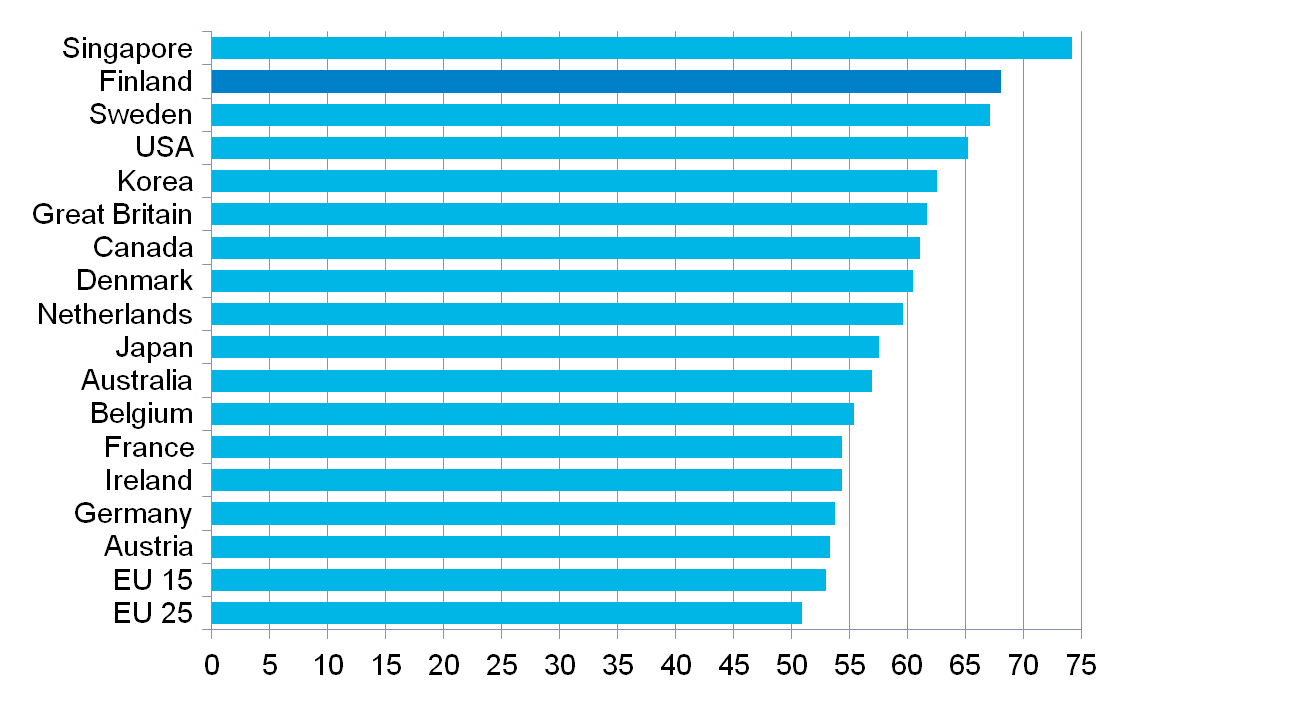 Singapore
Finland
Sweden
USA
Korea
Great Britain
Canada
Denmark
Netherlands
Japan
Australia
Belgium
France
Ireland
Germany
Austria
EU 15
EU 25
0 5 10 15 20 25 30 35 40 45 50 55 60 65 70 75